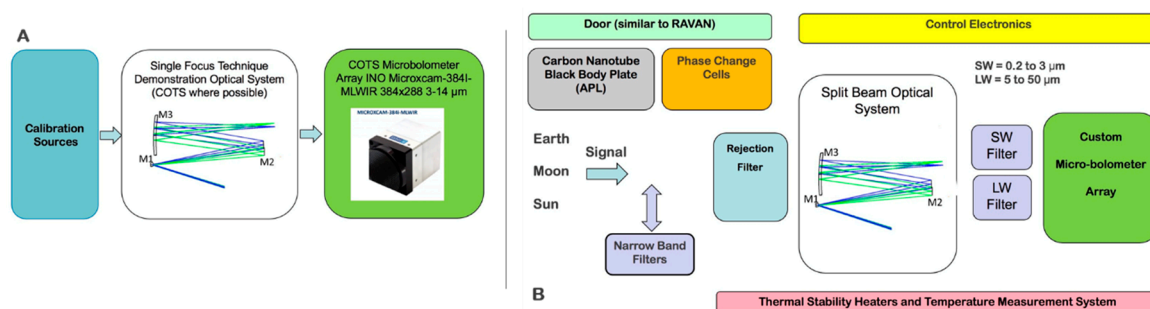 A
Calibration
Sources
Single Focus Technique
Demonstration Optical System
(COTS where possible)
M3
M1
M2
COTS Microbolometer
Array INO Microxcam-384I-
MLWIR 384x288 3-14 µm
MICROXCAM-384I-MLWIR
Door (similar to RAVAN)
Control Electronics
Carbon Nanotube
Black Body Plate
(APL)
Phase Change
Cells
SW = 0.2 to 3 µm
LW = 5 to 50 µm
Split Beam Optical
System
M3
M1
M2
Earth
Moon
Sun
Signal
Rejection
Filter
Narrow Band
Filters
SW
Filter
LW
Filter
Custom
Micro-bolometer
Array
B
Thermal Stability Heaters and Temperature Measurement System